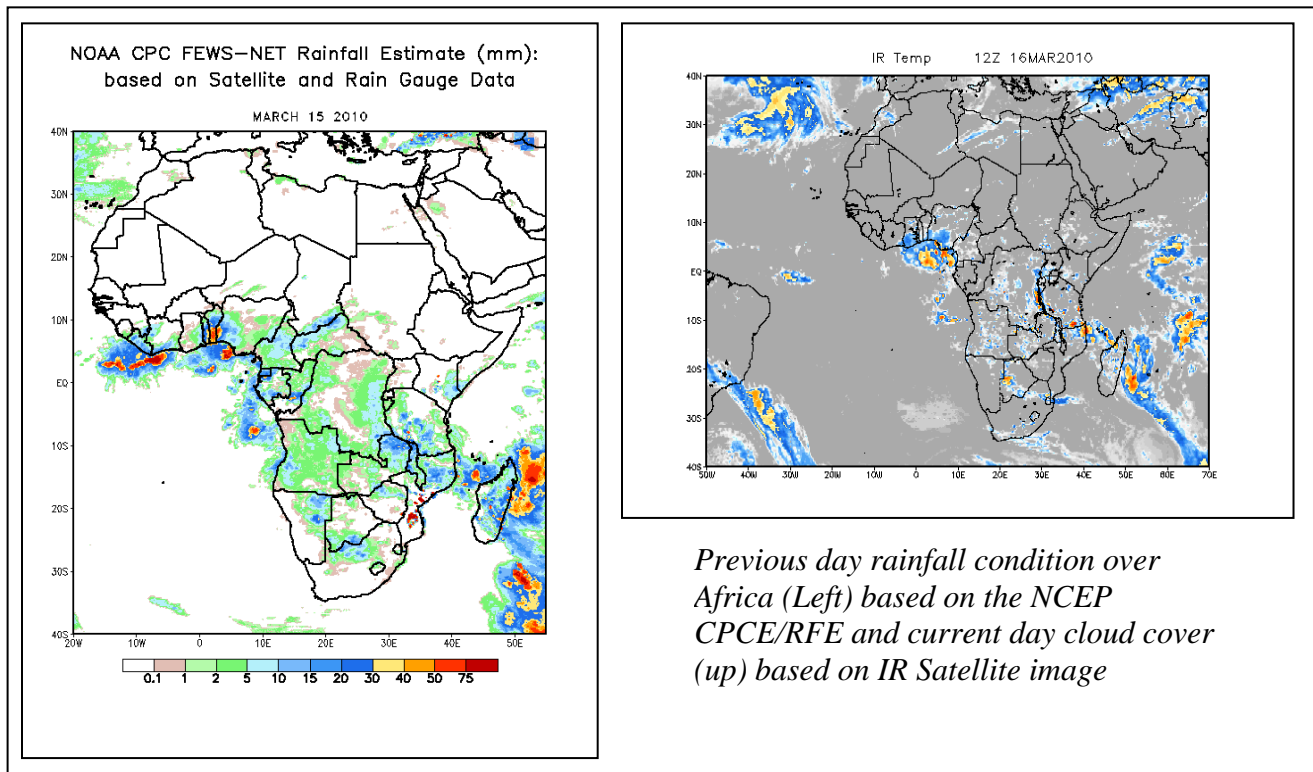 NOAA CPC FEWS-NET Rainfall Estimate (mm):
based on Satellite and Rain Gauge Data
MARCH 15 2010
40N
30N
20N
10N
EQ
10S
20S
30S
40S
20W 10W 0 10E 20E 30E 40E 50E
0.1 1 2 5 10 15 20 30 40 50 75
IR Temp 12Z 16MAR2010
40N
30N
20N
10N
EQ
10S
20S
30S
40S
50W 40W 30W 20W 10W 0 10E 20E 30E 40E 50E 60E 70E
Previous day rainfall condition over
Africa (Left) based on the NCEP
CPCE/RFE and current day cloud cover
(up) based on IR Satellite image